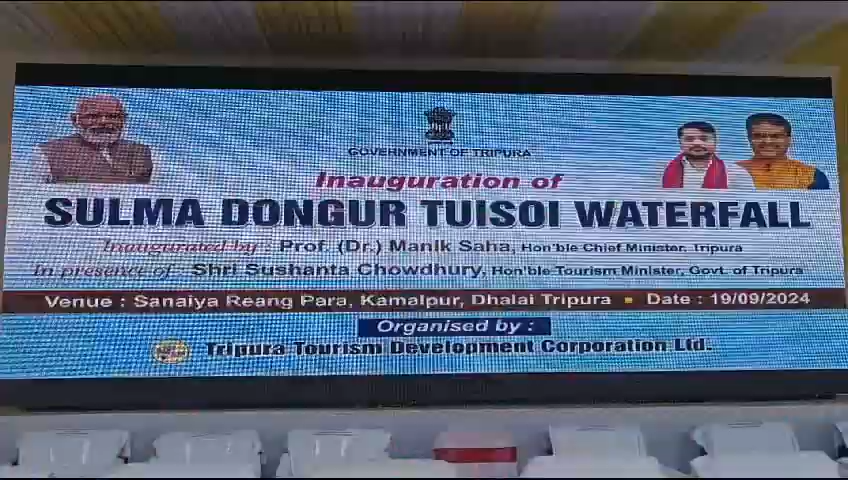 GOVERNMENT OF TRIPURA
Inauguration of
SULMA DONGUR TUISOI WATERFALL
Inaugurated by : Prof. (Dr.) Manik Saha, Hon'ble Chief Minister, Tripura
In presence of - Shri Sushanta Chowdhury, Hon'ble Tourism Minister, Govt. of Tripura
Venue : Sanaiya Reang Para, Kamalpur, Dhalai Tripura ▪ Date : 19/09/2024
Organised by :
Tripura Tourism Development Corporation Ltd.